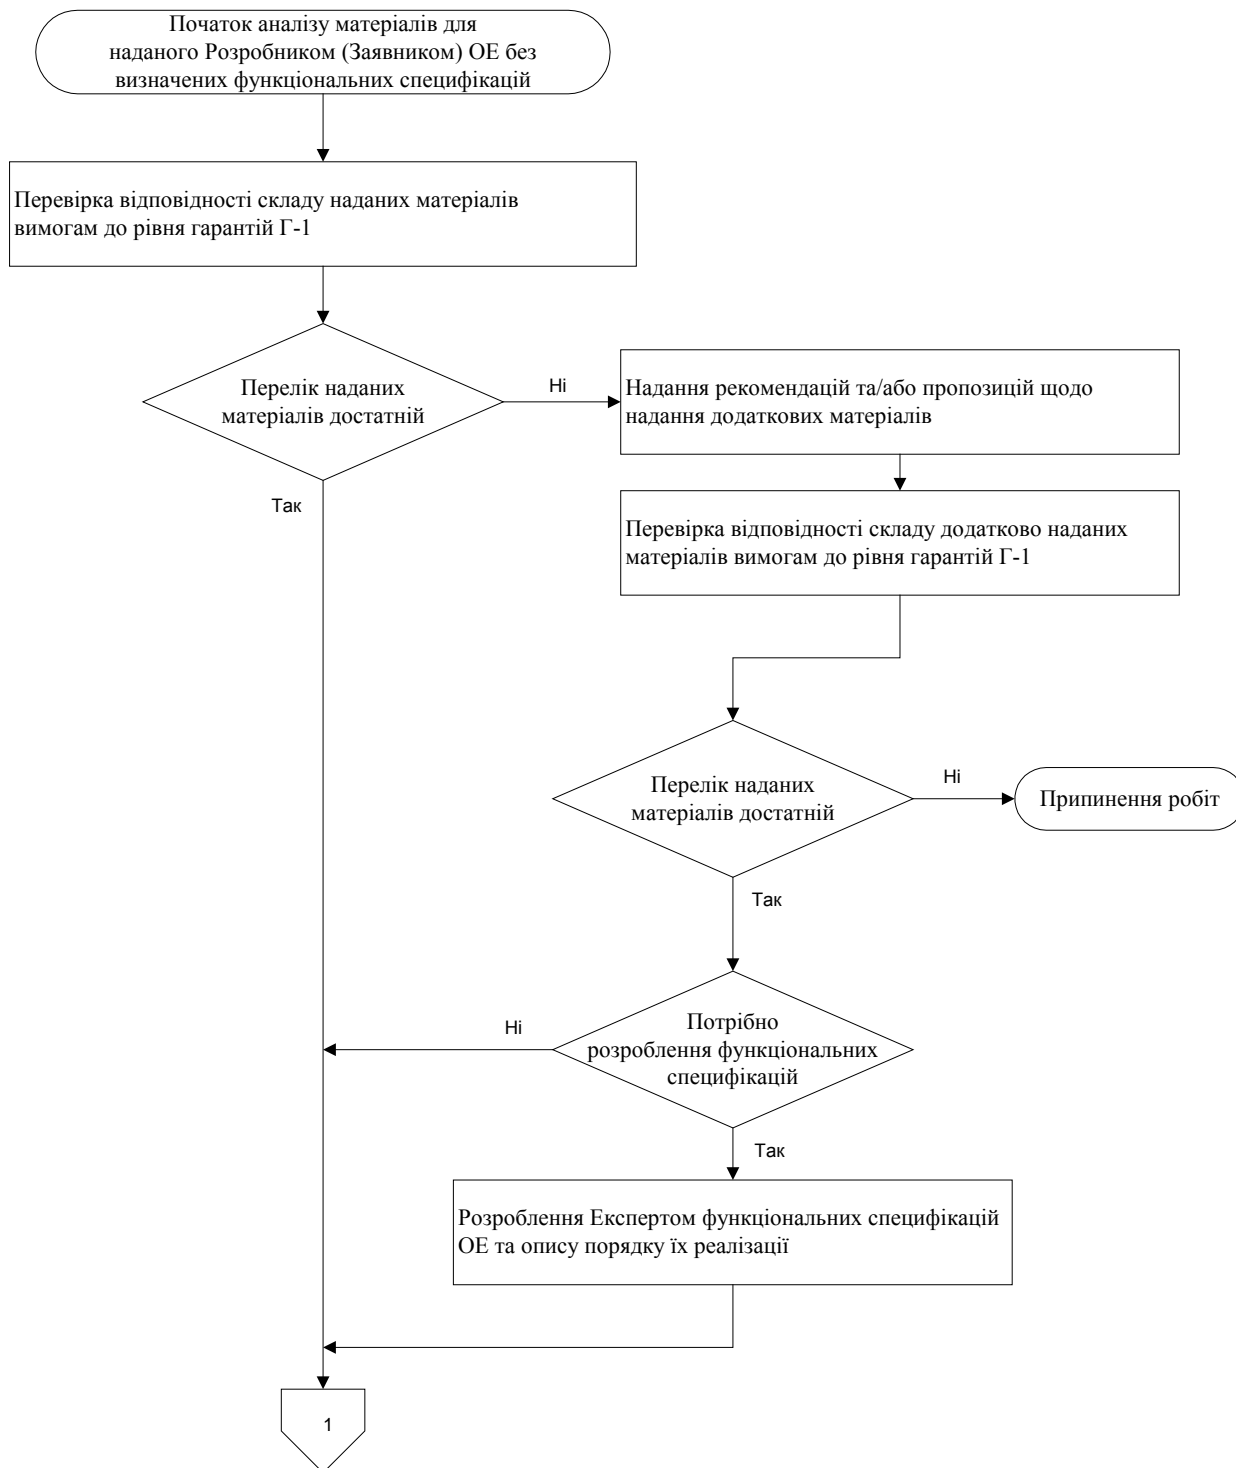 Початок аналізу матеріалів для
наданого Розробником (Заявником) ОЕ без
визначених функціональних специфікацій
Перевірка відповідності складу наданих матеріалів
вимогам до рівня гарантій Г-1
Перелік наданих
матеріалів достатній
Ні
Надання рекомендацій та/або пропозицій щодо
надання додаткових матеріалів
Так
Перевірка відповідності складу додатково наданих
матеріалів вимогам до рівня гарантій Г-1
Перелік наданих
матеріалів достатній
Ні
Припинення робіт
Так
Потрібно
розроблення функціональних
специфікацій
Ні
Так
Розроблення Експертом функціональних специфікацій
ОЕ та опису порядку їх реалізації
1